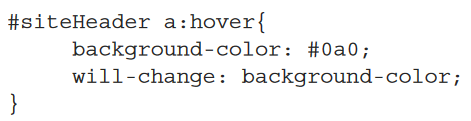 #siteHeader a:hover{
     background-color: #0a0;
     will-change: background-color;
}